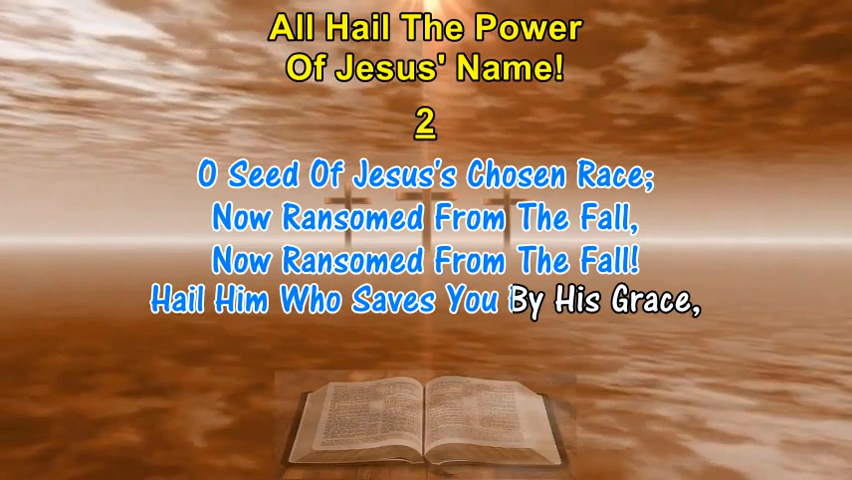 All Hail The Power
Of Jesus' Name!
2
O Seed Of Jesus's Chosen Race;
Now Ransomed From The Fall,
Now Ransomed From The Fall!
Hail Him Who Saves You By His Grace,